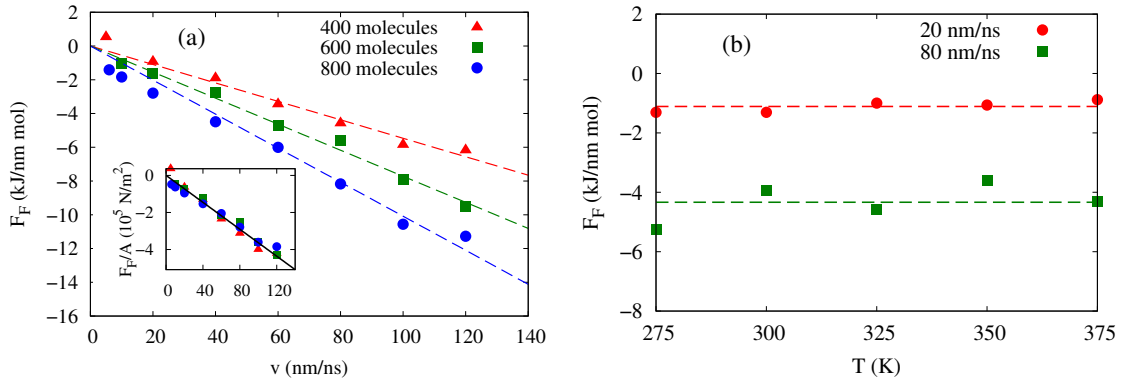 (a)
400 molecules
600 molecules
800 molecules
2
0
−2
−4
−6
−8
−10
−12
−14
−16
F_F (kJ/nm mol)
0 20 40 60 80 100 120 140
v (nm/ns)
F_F/A (10^5 N/m^2)
0
−2
−4
0 40 80 120
(b)
20 nm/ns
80 nm/ns
2
0
−2
−4
−6
−8
F_F (kJ/nm mol)
275 300 325 350 375
T (K)